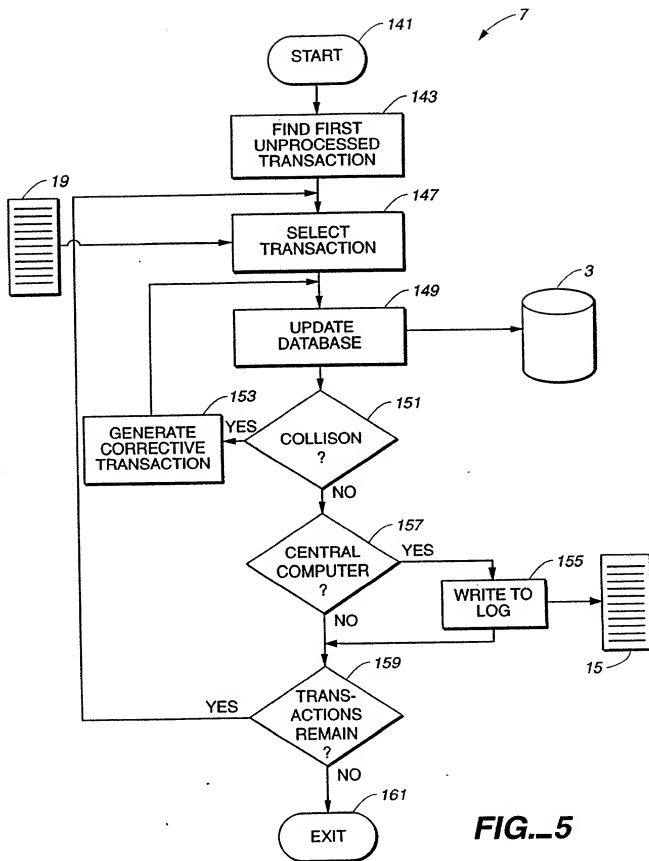 141
7
START
143
FIND FIRST
UNPROCESSED
TRANSACTION
19
147
SELECT
TRANSACTION
3
149
UPDATE
DATABASE
153
151
YES
GENERATE
CORRECTIVE
TRANSACTION
COLLISON
?
NO
157
CENTRAL
COMPUTER
?
YES
155
WRITE TO
LOG
NO
15
159
YES
TRANS-
ACTIONS
REMAIN
?
NO
161
EXIT
FIG._5